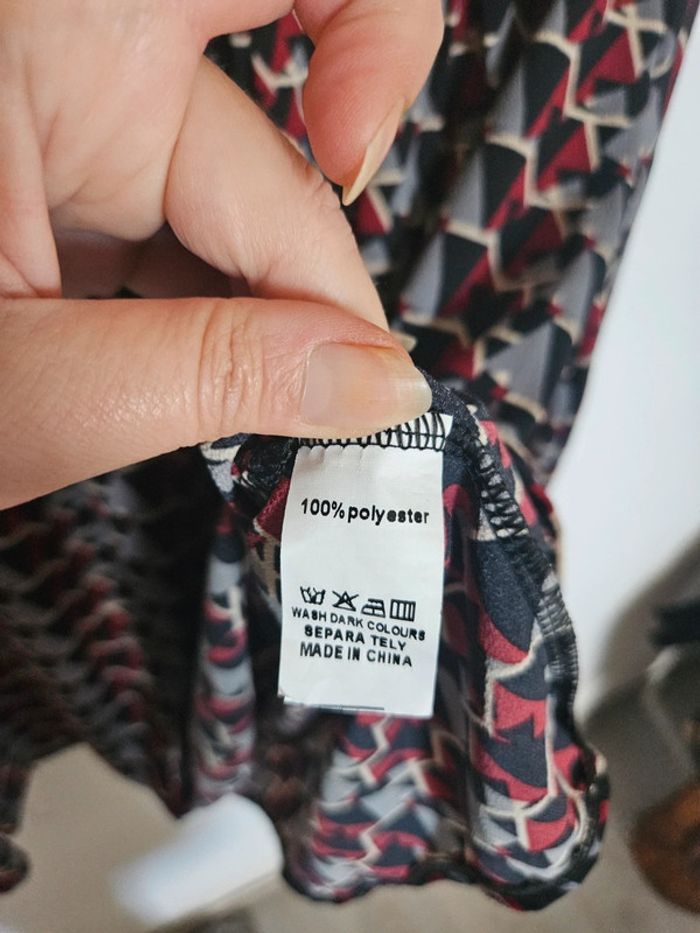 100%polyester
WASH DARK COLOURS
SEPARA TELY
MADE IN CHINA